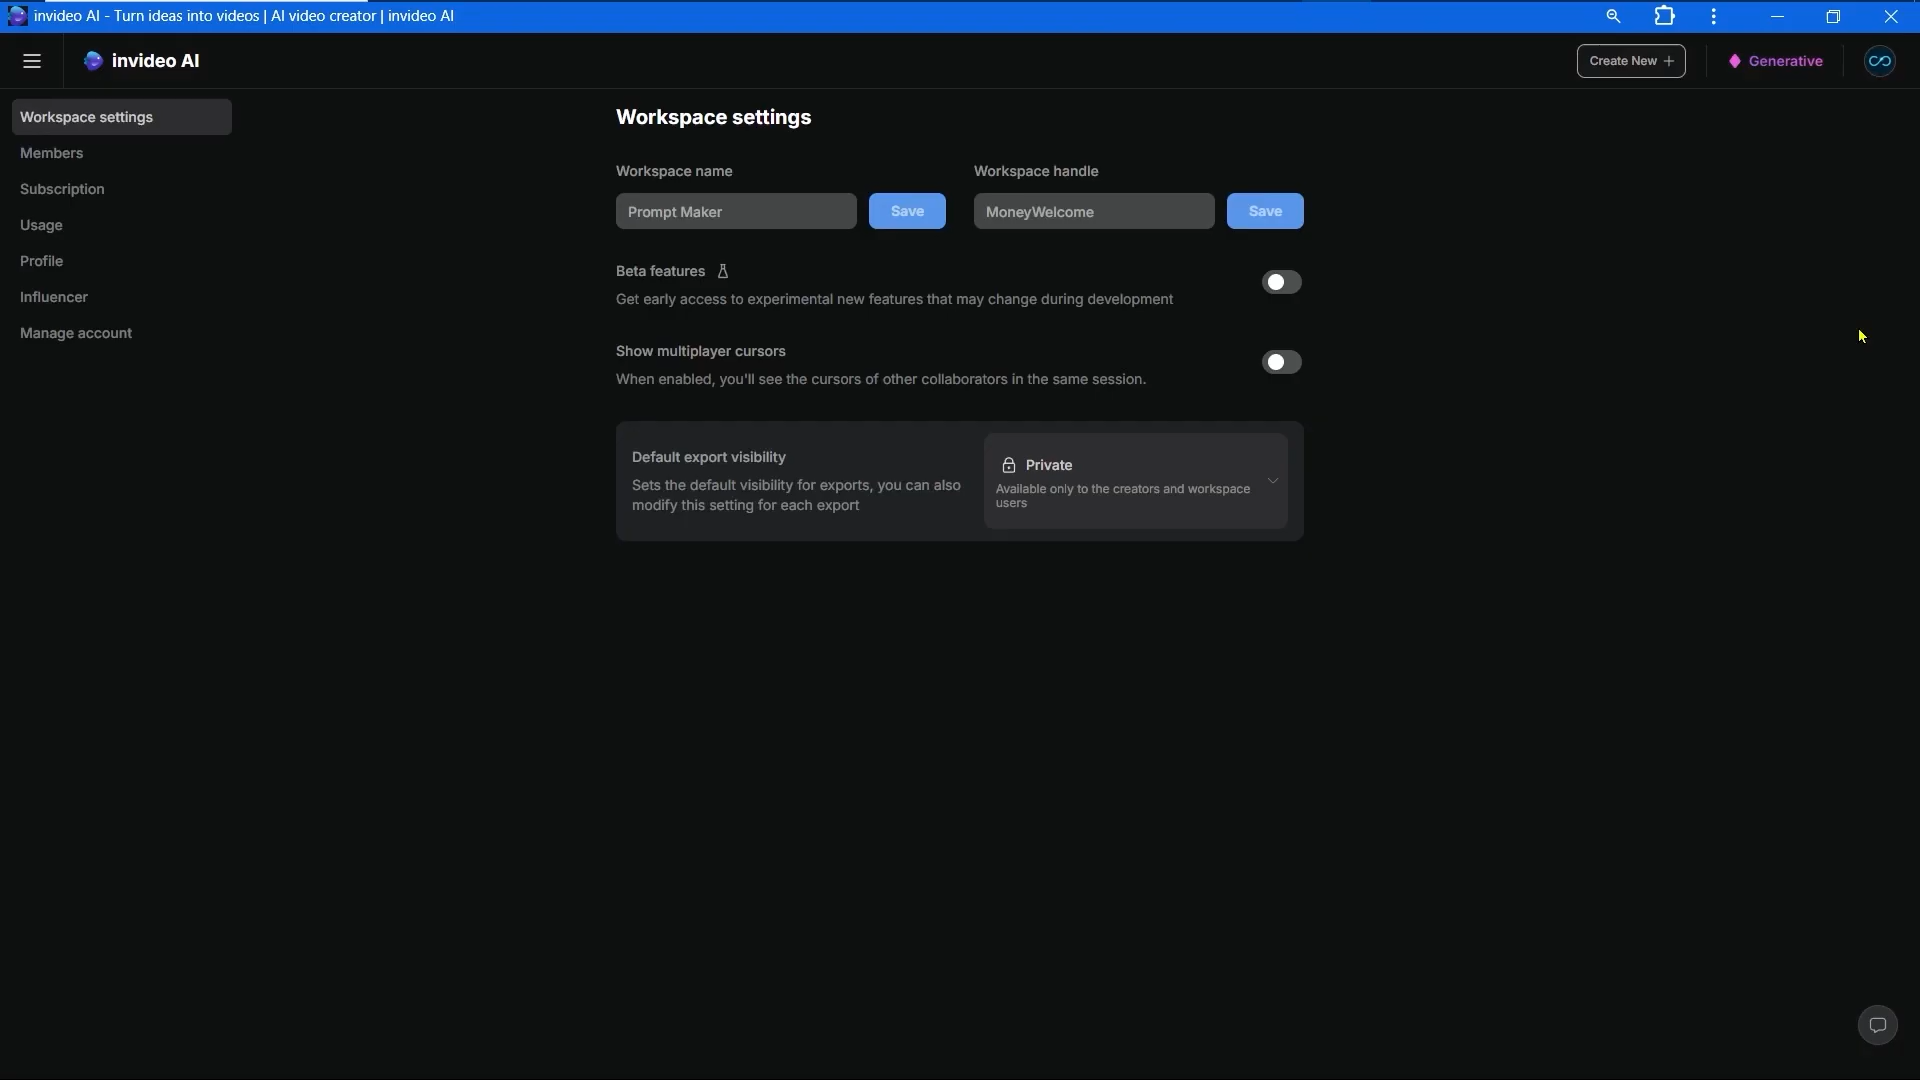 invideo AI - Turn ideas into videos | AI video creator | invideo AI
invideo AI
Create New +
Generative
Workspace settings
Members
Subscription
Usage
Profile
Influencer
Manage account
Workspace settings
Workspace name
Workspace handle
Prompt Maker
Save
MoneyWelcome
Save
Beta features
Get early access to experimental new features that may change during development
Show multiplayer cursors
When enabled, you'll see the cursors of other collaborators in the same session.
Default export visibility
Sets the default visibility for exports, you can also
modify this setting for each export
Private
Available only to the creators and workspace
users